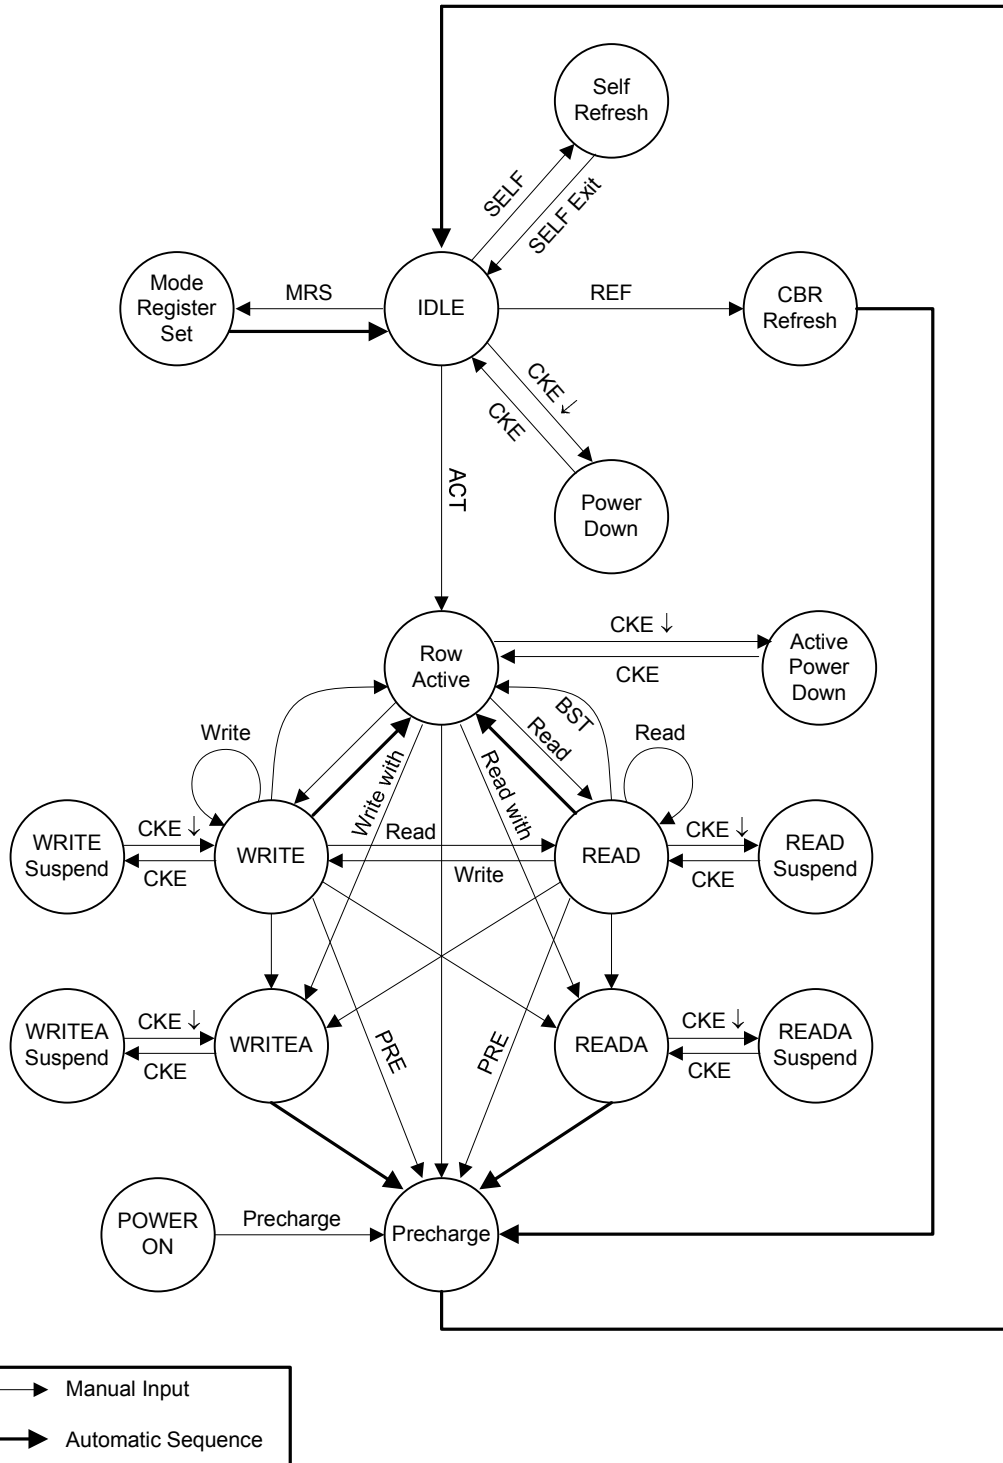 Self
Refresh
SELF
SELF Exit
Mode
Register
Set
MRS
IDLE
REF
CBR
Refresh
CKE ↓
CKE
ACT
Power
Down
Row
Active
CKE ↓
CKE
Active
Power
Down
Write
BST
Read
Read
Write with
Read with
WRITE
Suspend
CKE ↓
CKE
WRITE
Read
Write
READ
CKE ↓
CKE
READ
Suspend
WRITEA
Suspend
CKE ↓
CKE
WRITEA
PRE
PRE
READA
CKE ↓
CKE
READA
Suspend
POWER
ON
Precharge
Precharge
Manual Input
Automatic Sequence